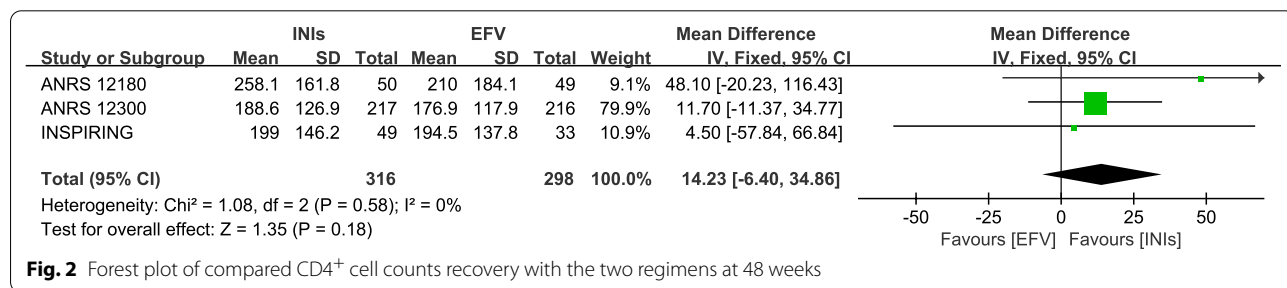 INIs EFV Mean Difference Mean Difference
Study or Subgroup Mean SD Total Mean SD Total Weight IV, Fixed, 95% CI IV, Fixed, 95% CI
ANRS 12180 258.1 161.8 50 210 184.1 49 9.1% 48.10 [-20.23, 116.43]
ANRS 12300 188.6 126.9 217 176.9 117.9 216 79.9% 11.70 [-11.37, 34.77]
INSPIRING 199 146.2 49 194.5 137.8 33 10.9% 4.50 [-57.84, 66.84]
Total (95% CI) 316 298 100.0% 14.23 [-6.40, 34.86]
Heterogeneity: Chi² = 1.08, df = 2 (P = 0.58); I² = 0%
Test for overall effect: Z = 1.35 (P = 0.18)
-50 -25 0 25 50
Favours [EFV] Favours [INIs]
Fig. 2 Forest plot of compared CD4⁺ cell counts recovery with the two regimens at 48 weeks